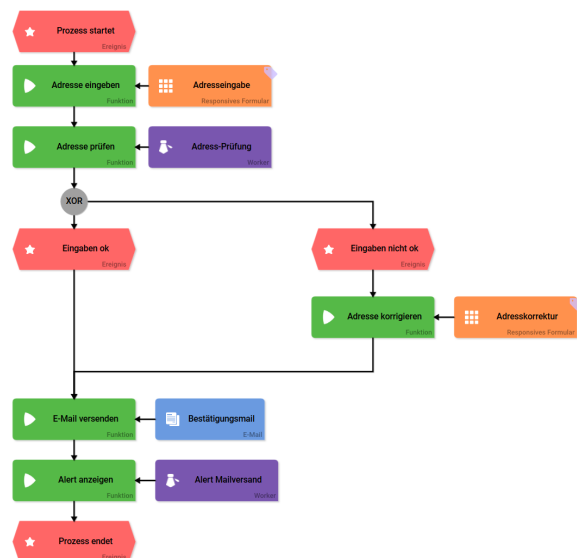 Prozess startet
Ereignis
Adresse eingeben
Funktion
Adresseingabe
Responsives Formular
Adresse prüfen
Funktion
Adress-Prüfung
Worker
XOR
Eingaben ok
Ereignis
Eingaben nicht ok
Ereignis
Adresse korrigieren
Funktion
Adresskorrektur
Responsives Formular
E-Mail versenden
Funktion
Bestätigungsmail
E-Mail
Alert anzeigen
Funktion
Alert Mailversand
Worker
Prozess endet
Ereignis